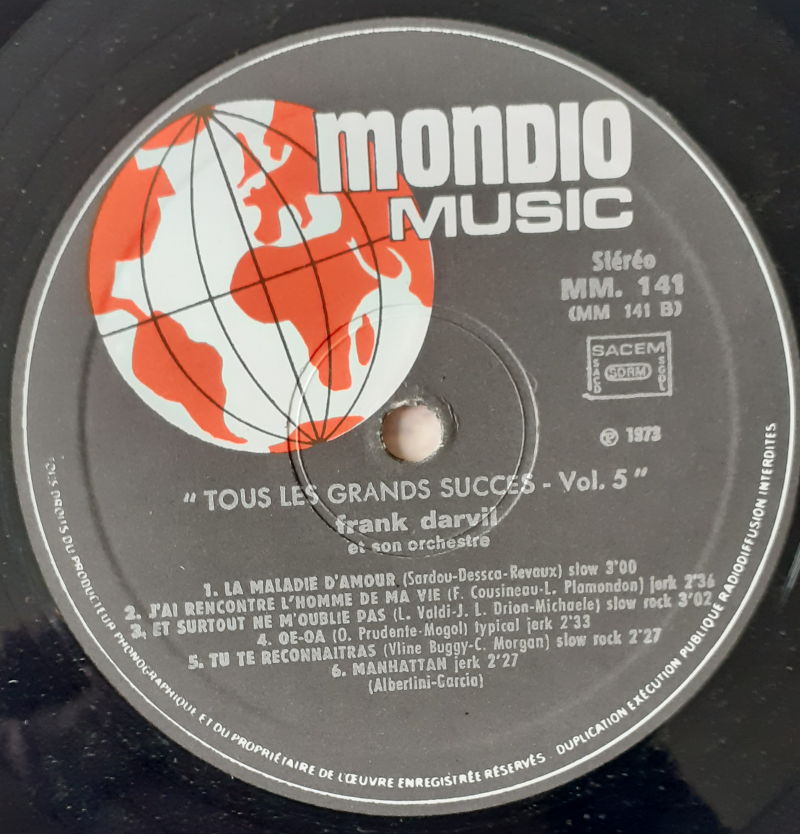 MONDIO
MUSIC
Stéréo
MM. 141
(MM 141 B)
SACEM
SACD SDRM SGDL
℗ 1973
" TOUS LES GRANDS SUCCES - Vol. 5 "
frank darvil
et son orchestre
1. LA MALADIE D'AMOUR (Sardou-Dessca-Revaux) slow 3'00
2. J'AI RENCONTRE L'HOMME DE MA VIE (F. Cousineau-L. Plamondon) jerk 2'36
3. ET SURTOUT NE M'OUBLIE PAS (L. Valdi-J. L. Drion-Michaele) slow rock 3'02
4. OE-OA (O. Prudente-Mogol) typical jerk 2'33
5. TU TE RECONNAITRAS (Vline Buggy-C. Morgan) slow rock 2'27
6. MANHATTAN jerk 2'27
(Albertini-Garcia)
TOUS DROITS DU PRODUCTEUR PHONOGRAPHIQUE ET DU PROPRIÉTAIRE DE L'ŒUVRE ENREGISTRÉE RÉSERVÉS. DUPLICATION EXÉCUTION PUBLIQUE RADIODIFFUSION INTERDITES